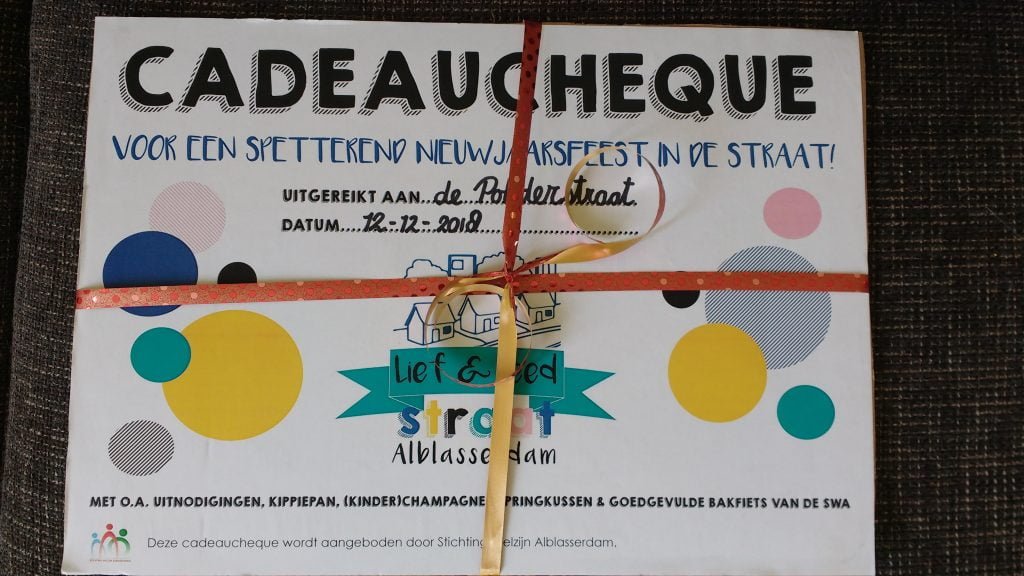 CADEAUCHEQUE
VOOR EEN SPETTEREND NIEUWJAARSFEEST IN DE STRAAT!
UITGEREIKT AAN...de straat.
DATUM....12-12-2018..............................
Lief &
straat
Alblasserdam
MET O.A. UITNODIGINGEN, KIPPIEPAN, (KINDER)CHAMPAGNE, SPRINGKUSSEN & GOEDGEVULDE BAKFIETS VAN DE SWA
Deze cadeaucheque wordt aangeboden door Stichting Welzijn Alblasserdam.